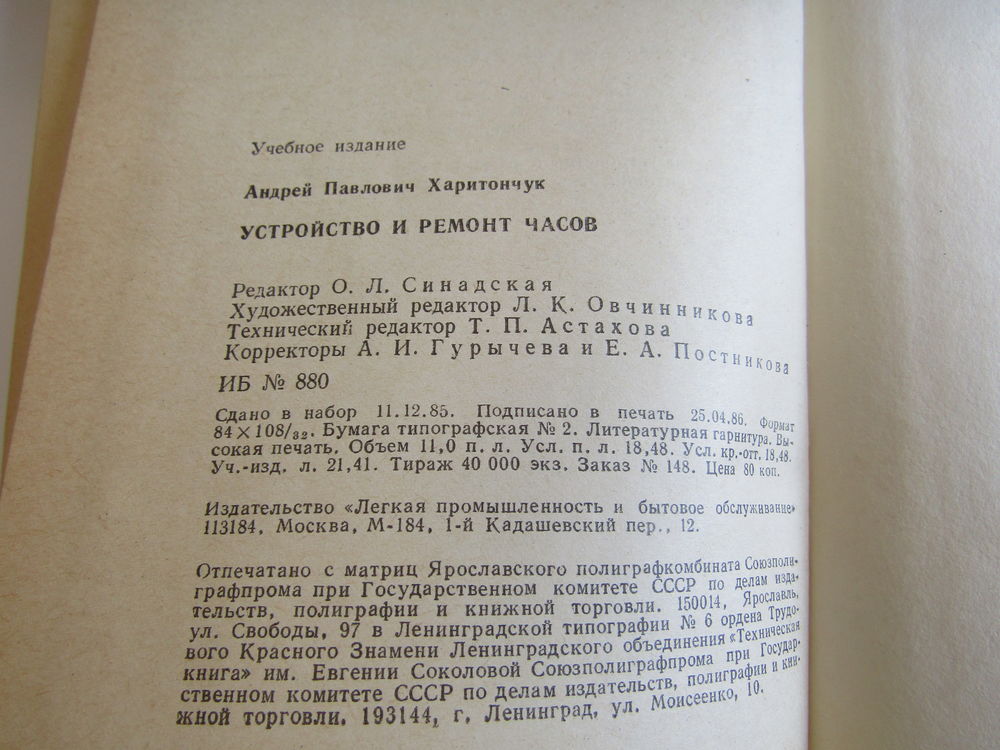 Учебное издание
Андрей Павлович Харитончук
УСТРОЙСТВО И РЕМОНТ ЧАСОВ
Редактор О. Л. Синадская
Художественный редактор Л. К. Овчинникова
Технический редактор Т. П. Астахова
Корректоры А. И. Гурычева и Е. А. Постникова
ИБ № 880
Сдано в набор 11.12.85. Подписано в печать 25.04.86. Формат
84×108/32. Бумага типографская № 2. Литературная гарнитура. Вы-
сокая печать. Объем 11,0 п. л. Усл. п. л. 18,48. Усл. кр.-отт. 18,48.
Уч.-изд. л. 21,41. Тираж 40 000 экз. Заказ № 148. Цена 80 коп.
Издательство «Легкая промышленность и бытовое обслуживание»
113184, Москва, М-184, 1-й Кадашевский пер., 12.
Отпечатано с матриц Ярославского полиграфкомбината Союзполи-
графпрома при Государственном комитете СССР по делам изда-
тельств, полиграфии и книжной торговли. 150014, Ярославль,
ул. Свободы, 97 в Ленинградской типографии № 6 ордена Трудо-
вого Красного Знамени Ленинградского объединения «Техническая
книга» им. Евгении Соколовой Союзполиграфпрома при Государ-
ственном комитете СССР по делам издательств, полиграфии и кни-
жной торговли. 193144, г. Ленинград, ул. Моисеенко, 10.